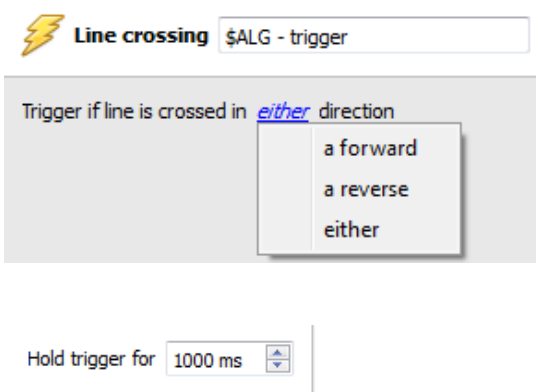 Line crossing $ALG - trigger
Trigger if line is crossed in either direction
a forward
a reverse
either
Hold trigger for 1000 ms